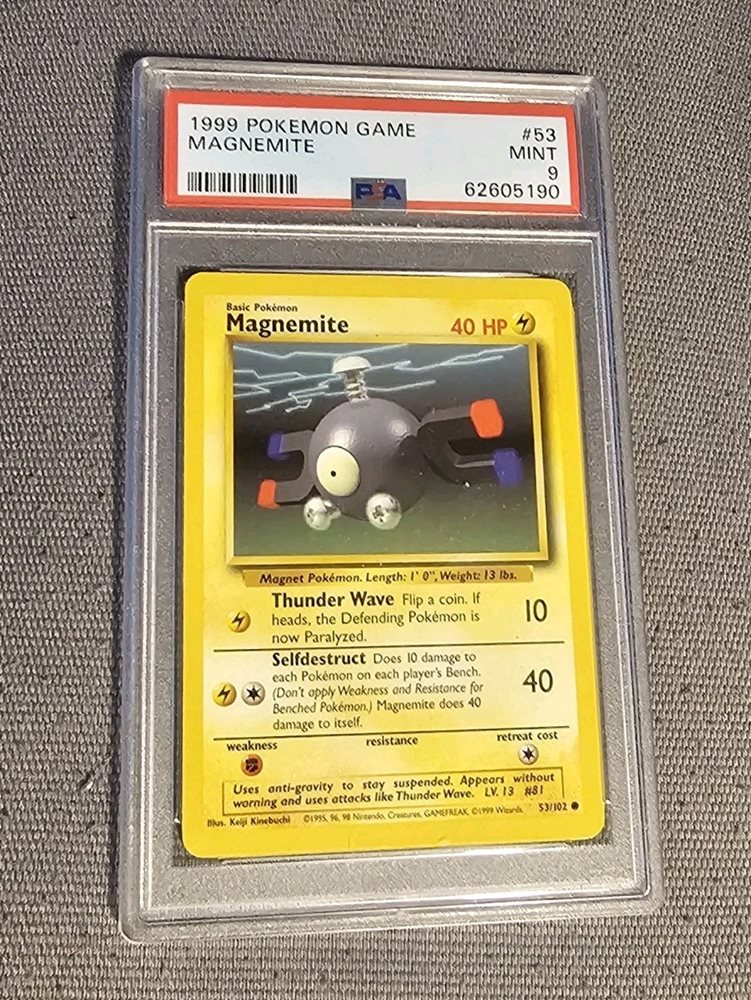 1999 POKEMON GAME #53
MAGNEMITE MINT
9
PSA 62605190
Basic Pokémon
Magnemite 40 HP
Magnet Pokémon. Length: 1' 0", Weight: 13 lbs.
Thunder Wave Flip a coin. If
heads, the Defending Pokémon is
now Paralyzed.
10
Selfdestruct Does 10 damage to
each Pokémon on each player's Bench.
(Don't apply Weakness and Resistance for
Benched Pokémon.) Magnemite does 40
damage to itself.
40
weakness resistance retreat cost
Uses anti-gravity to stay suspended. Appears without
warning and uses attacks like Thunder Wave. LV. 13 #81
Illus. Keiji Kinebuchi ©1995, 96, 98 Nintendo, Creatures, GAMEFREAK. ©1999 Wizards. 53/102